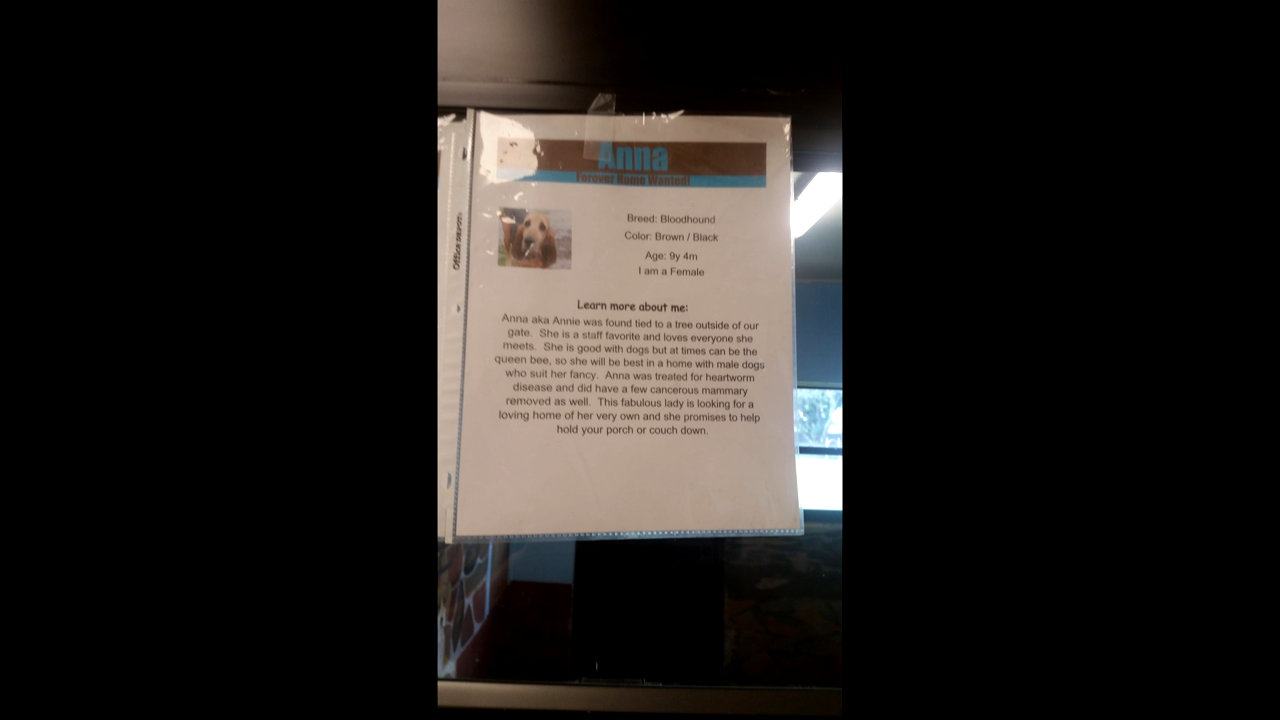 Anna
Forever Home Wanted!
Office DEPOT
Breed: Bloodhound
Color: Brown / Black
Age: 9y 4m
I am a Female
Learn more about me:
Anna aka Annie was found tied to a tree outside of our
gate. She is a staff favorite and loves everyone she
meets. She is good with dogs but at times can be the
queen bee, so she will be best in a home with male dogs
who suit her fancy. Anna was treated for heartworm
disease and did have a few cancerous mammary
removed as well. This fabulous lady is looking for a
loving home of her very own and she promises to help
hold your porch or couch down.